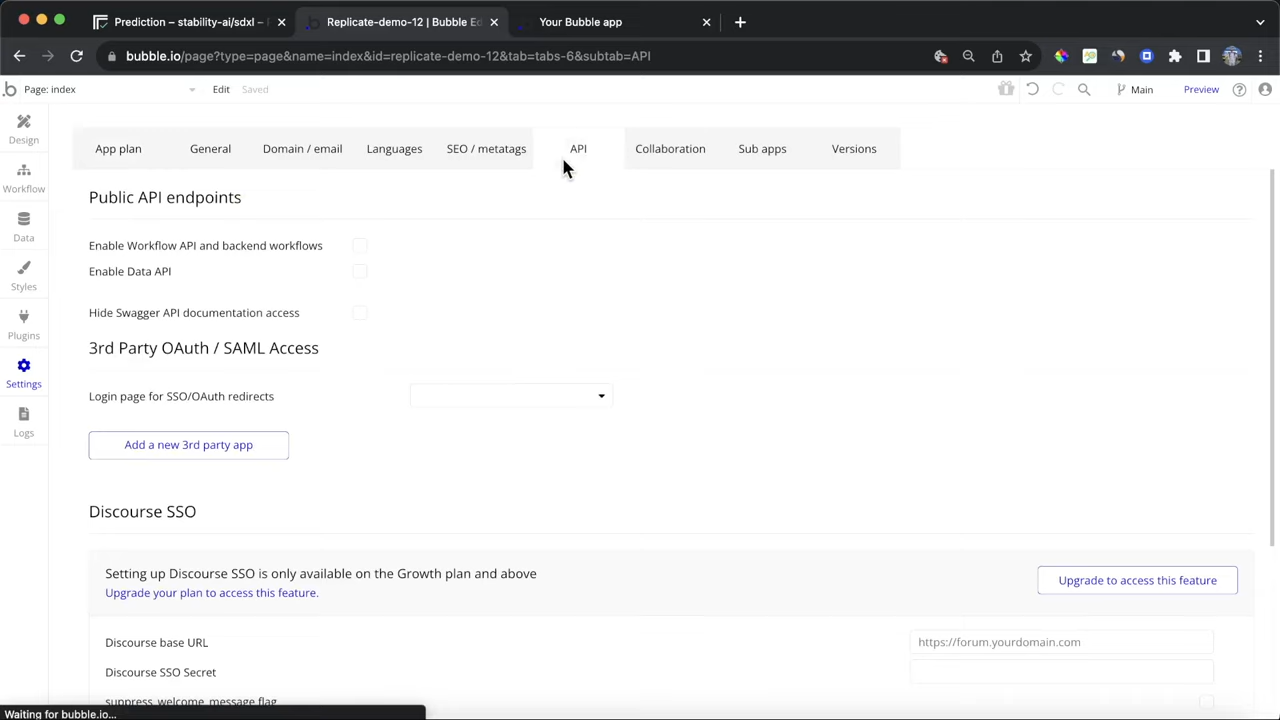 Prediction – stability-ai/sdxl –
Replicate-demo-12 | Bubble Ed
Your Bubble app
bubble.io/page?type=page&name=index&id=replicate-demo-12&tab=tabs-6&subtab=API
Page: index
Edit
Saved
Main
Preview
Design
Workflow
Data
Styles
Plugins
Settings
Logs
App plan
General
Domain / email
Languages
SEO / metatags
API
Collaboration
Sub apps
Versions
Public API endpoints
Enable Workflow API and backend workflows
Enable Data API
Hide Swagger API documentation access
3rd Party OAuth / SAML Access
Login page for SSO/OAuth redirects
Add a new 3rd party app
Discourse SSO
Setting up Discourse SSO is only available on the Growth plan and above
Upgrade your plan to access this feature.
Upgrade to access this feature
Discourse base URL
https://forum.yourdomain.com
Discourse SSO Secret
suppress_welcome_message flag
Waiting for bubble.io...